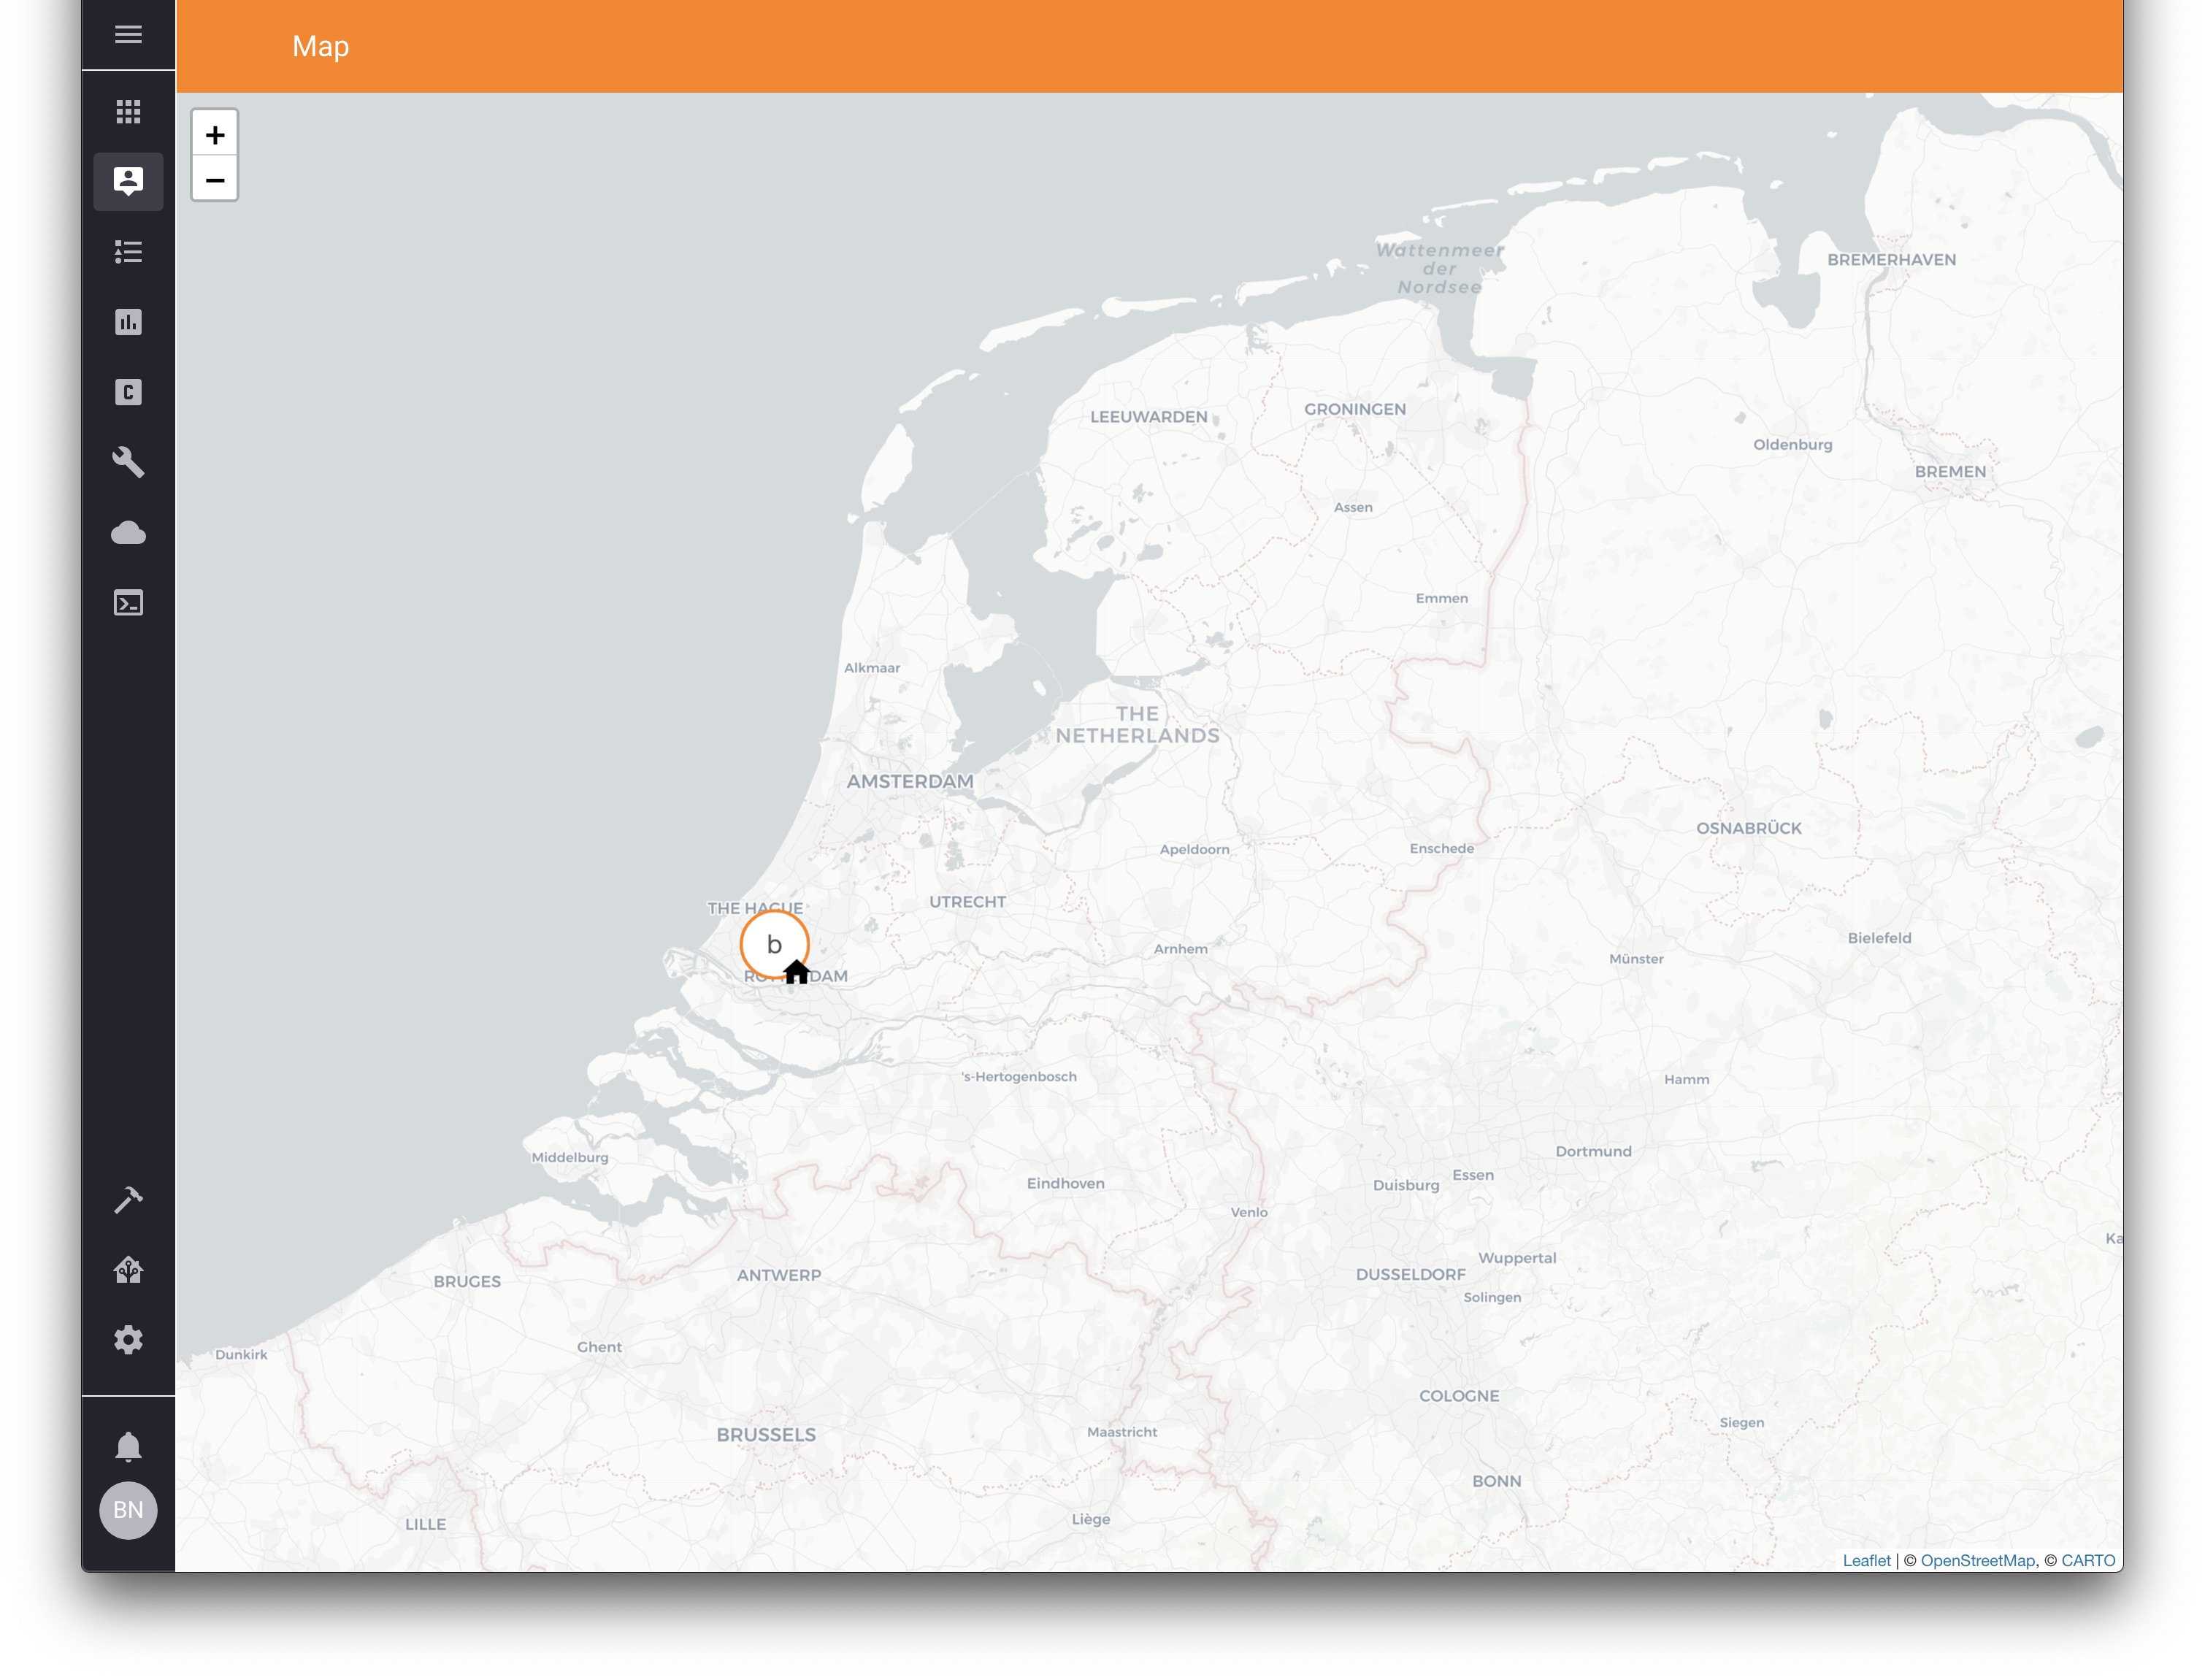 Map
+
−
Wattenmeer
der
Nordsee
BREMERHAVEN
LEEUWARDEN
GRONINGEN
Oldenburg
BREMEN
Assen
Emmen
Alkmaar
THE
NETHERLANDS
AMSTERDAM
OSNABRÜCK
Apeldoorn
Enschede
UTRECHT
THE HAGUE
b
Arnhem
Bielefeld
Münster
's-Hertogenbosch
Hamm
Middelburg
Dortmund
Eindhoven
Duisburg
Essen
Venlo
Ka
Wuppertal
BRUGES
ANTWERP
DUSSELDORF
Solingen
Ghent
Dunkirk
COLOGNE
Siegen
BRUSSELS
Maastricht
BONN
LILLE
Liège
C
BN
Leaflet | © OpenStreetMap, © CARTO